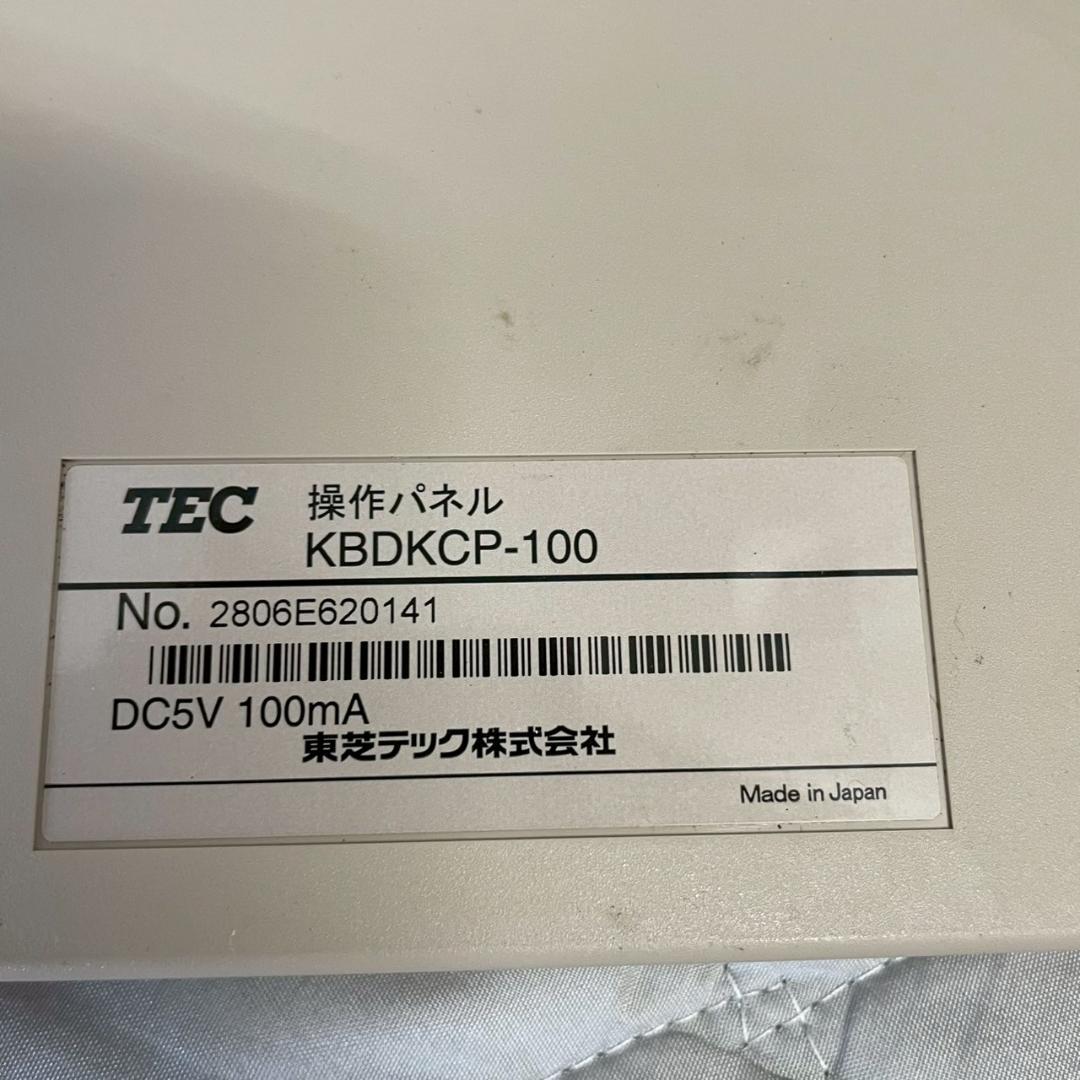 TEC 操作パネル
KBDKCP-100
No. 2806E620141
DC5V 100mA
東芝テック株式会社
Made in Japan